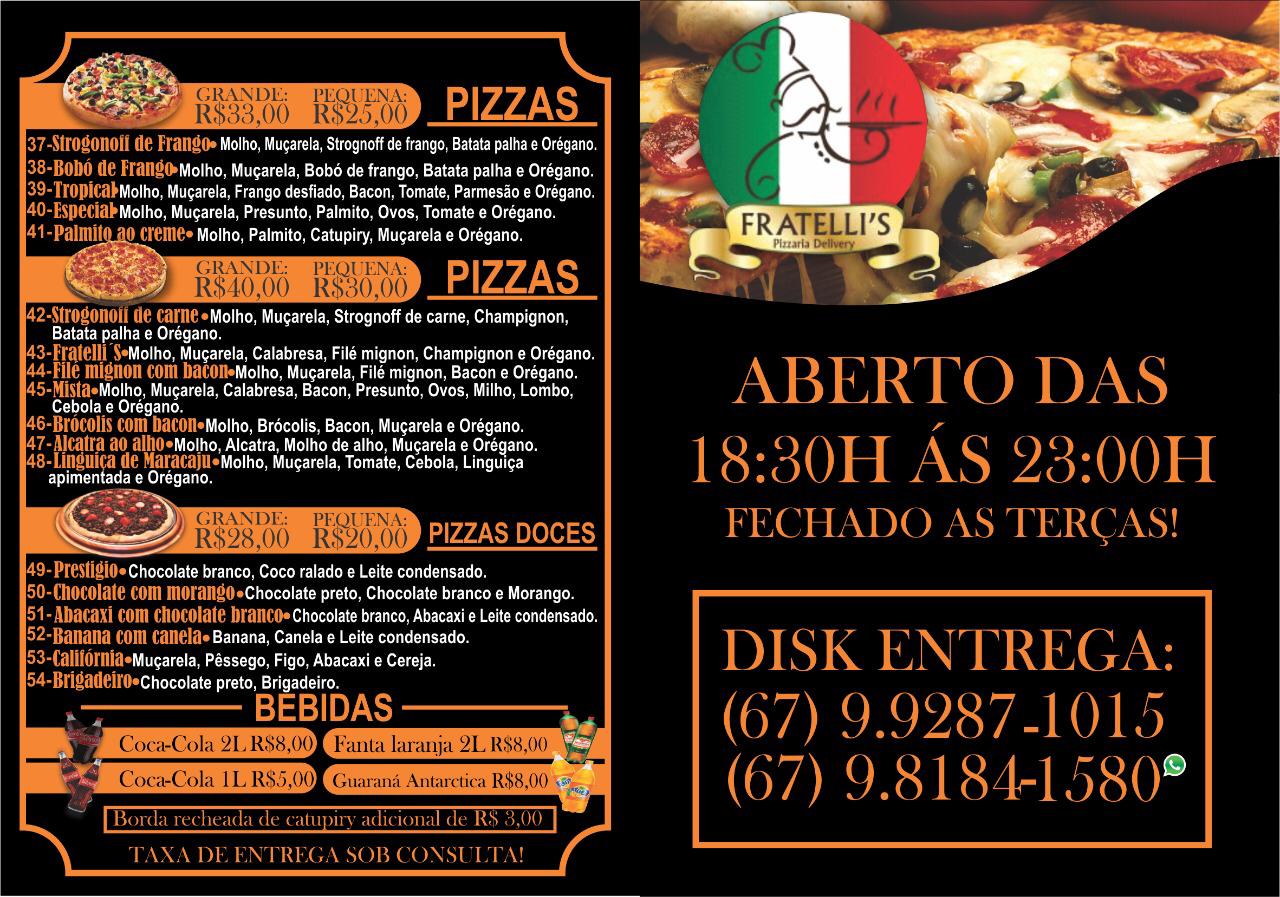 GRANDE: PEQUENA: PIZZAS
R$33,00 R$25,00
37-Strogonoff de Frango• Molho, Muçarela, Strognoff de frango, Batata palha e Orégano.
38-Bobó de Frango•Molho, Muçarela, Bobó de frango, Batata palha e Orégano.
39-Tropical•Molho, Muçarela, Frango desfiado, Bacon, Tomate, Parmesão e Orégano.
40-Especial•Molho, Muçarela, Presunto, Palmito, Ovos, Tomate e Orégano.
41-Palmito ao creme• Molho, Palmito, Catupiry, Muçarela e Orégano.
GRANDE: PEQUENA: PIZZAS
R$40,00 R$30,00
42-Strogonoff de carne•Molho, Muçarela, Strognoff de carne, Champignon,
Batata palha e Orégano.
43-Fratelli´S•Molho, Muçarela, Calabresa, Filé mignon, Champignon e Orégano.
44-Filé mignon com bacon•Molho, Muçarela, Filé mignon, Bacon e Orégano.
45-Mista•Molho, Muçarela, Calabresa, Bacon, Presunto, Ovos, Milho, Lombo,
Cebola e Orégano.
46-Brócolis com bacon•Molho, Brócolis, Bacon, Muçarela e Orégano.
47-Alcatra ao alho•Molho, Alcatra, Molho de alho, Muçarela e Orégano.
48-Linguiça de Maracaju•Molho, Muçarela, Tomate, Cebola, Linguiça
apimentada e Orégano.
GRANDE: PEQUENA: PIZZAS DOCES
R$28,00 R$20,00
49-Prestigio•Chocolate branco, Coco ralado e Leite condensado.
50-Chocolate com morango•Chocolate preto, Chocolate branco e Morango.
51-Abacaxi com chocolate branco•Chocolate branco, Abacaxi e Leite condensado.
52-Banana com canela•Banana, Canela e Leite condensado.
53-Califórnia•Muçarela, Pêssego, Figo, Abacaxi e Cereja.
54-Brigadeiro•Chocolate preto, Brigadeiro.
BEBIDAS
Coca-Cola 2L R$8,00 Fanta laranja 2L R$8,00
Coca-Cola 1L R$5,00 Guaraná Antarctica R$8,00
Borda recheada de catupiry adicional de R$ 3,00
TAXA DE ENTREGA SOB CONSULTA!
FRATELLI'S
Pizzaria Delivery
ABERTO DAS
18:30H ÁS 23:00H
FECHADO AS TERÇAS!
DISK ENTREGA:
(67) 9.9287-1015
(67) 9.8184-1580